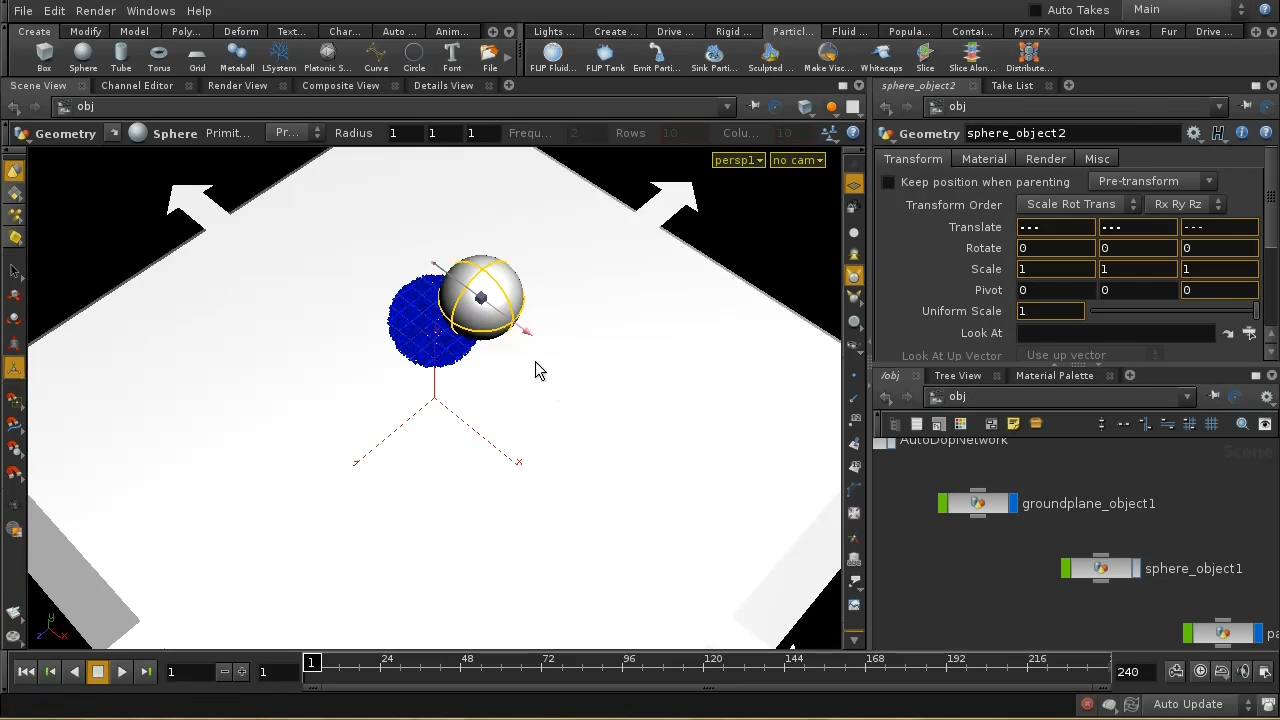 File Edit Render Windows Help Auto Takes Main
Create Modify Model Poly... Deform Text... Char... Auto ... Anim... Lights ... Create ... Drive ... Rigid ... Particl... Fluid ... Popula... Contai... Pyro FX Cloth Wires Fur Drive ...
Box Sphere Tube Torus Grid Metaball LSystem Platonic S... Curve Circle Font File FLIP Fluid... FLIP Tank Emit Parti... Sink Parti... Sculpted ... Make Visc... Whitecaps Slice Slice Alon... Distribute...
Scene View Channel Editor Render View Composite View Details View sphere_object2 Take List
obj obj
Geometry Sphere Primit... Pr... Radius 1 1 1 Frequ... 2 Rows 10 Colu... 10 Geometry sphere_object2
persp1 no cam Transform Material Render Misc
Keep position when parenting Pre-transform
Transform Order Scale Rot Trans Rx Ry Rz
Translate --- --- ---
Rotate 0 0 0
Scale 1 1 1
Pivot 0 0 0
Uniform Scale 1
Look At
Look At Up Vector Use up vector
/obj Tree View Material Palette
obj
AutoDopNetwork
Scene
groundplane_object1
sphere_object1
pa
z x
y
z x
1 1 1 24 48 72 96 120 144 168 192 216 240
Auto Update